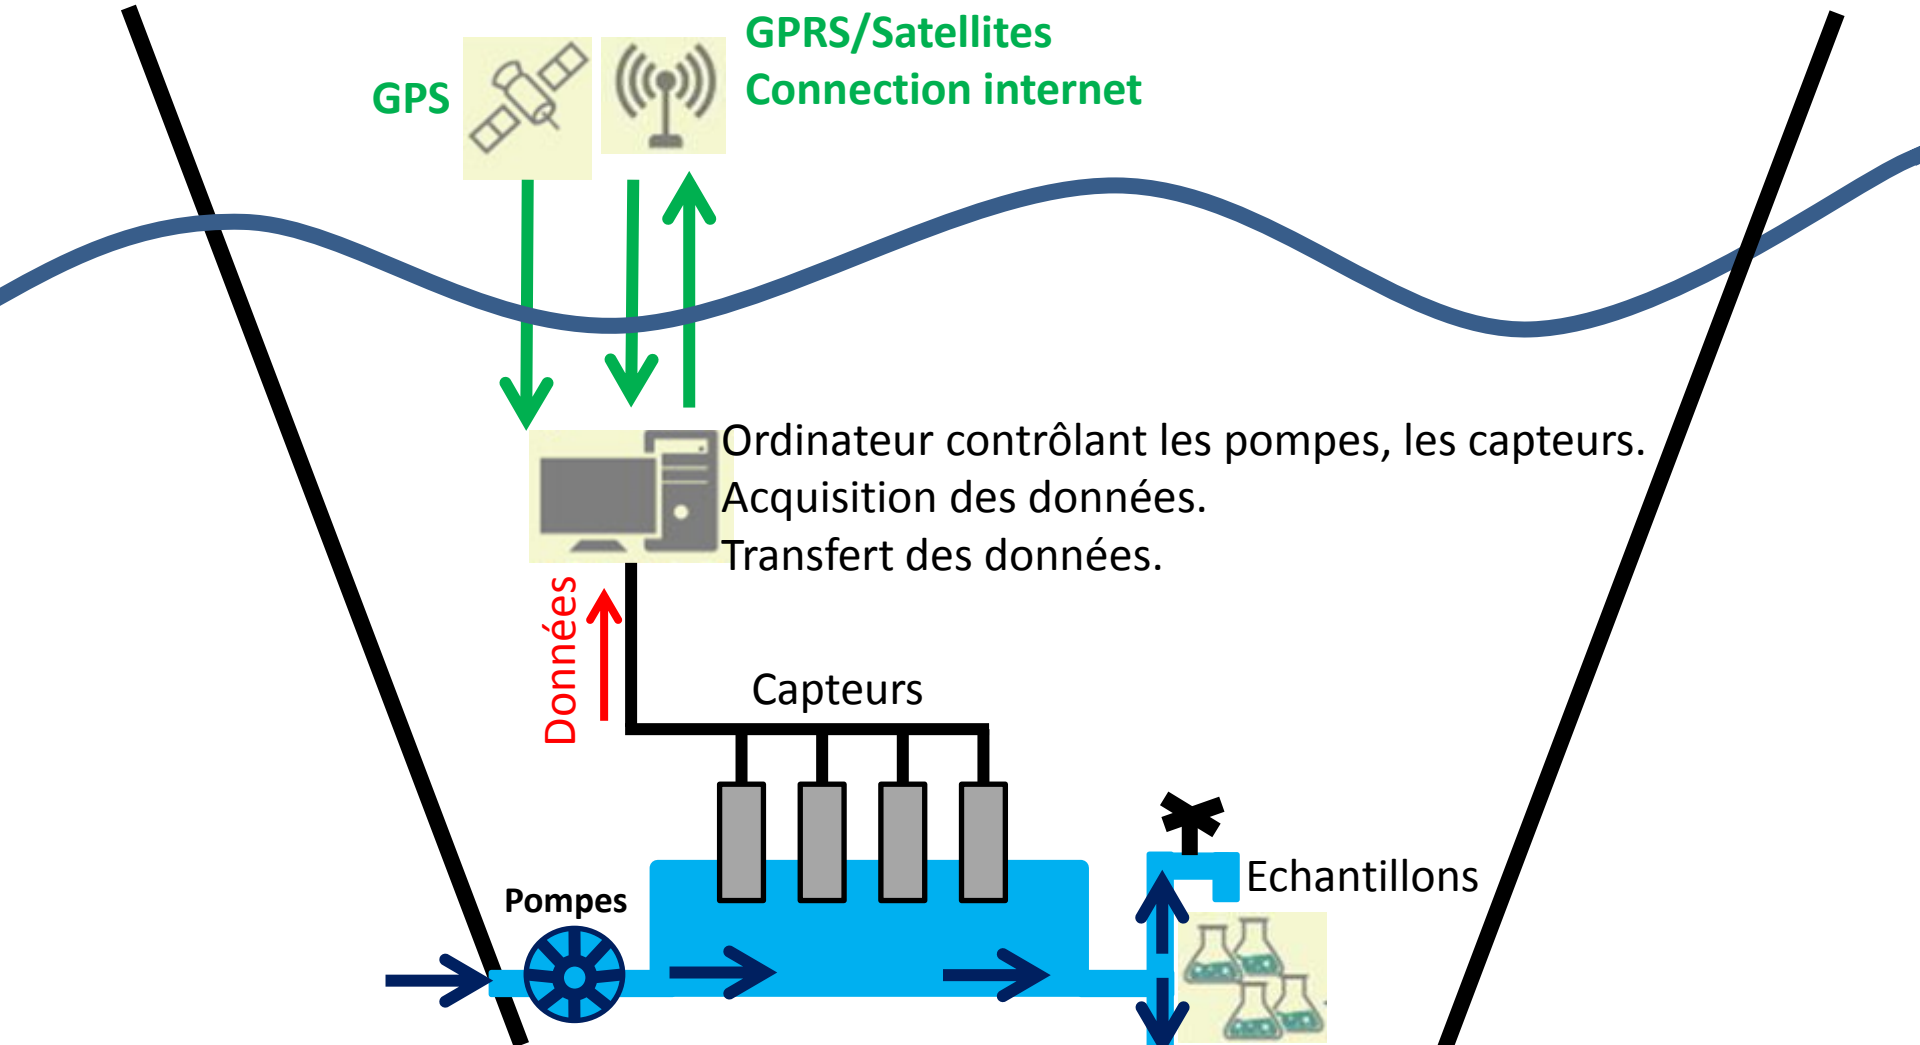 GPRS/Satellites
Connection internet
GPS
Ordinateur contrôlant les pompes, les capteurs.
Acquisition des données.
Transfert des données.
Données
Capteurs
Echantillons
Pompes